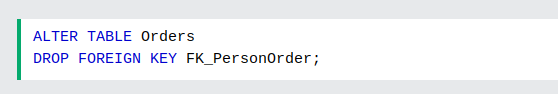 ALTER TABLE Orders
DROP FOREIGN KEY FK_PersonOrder;